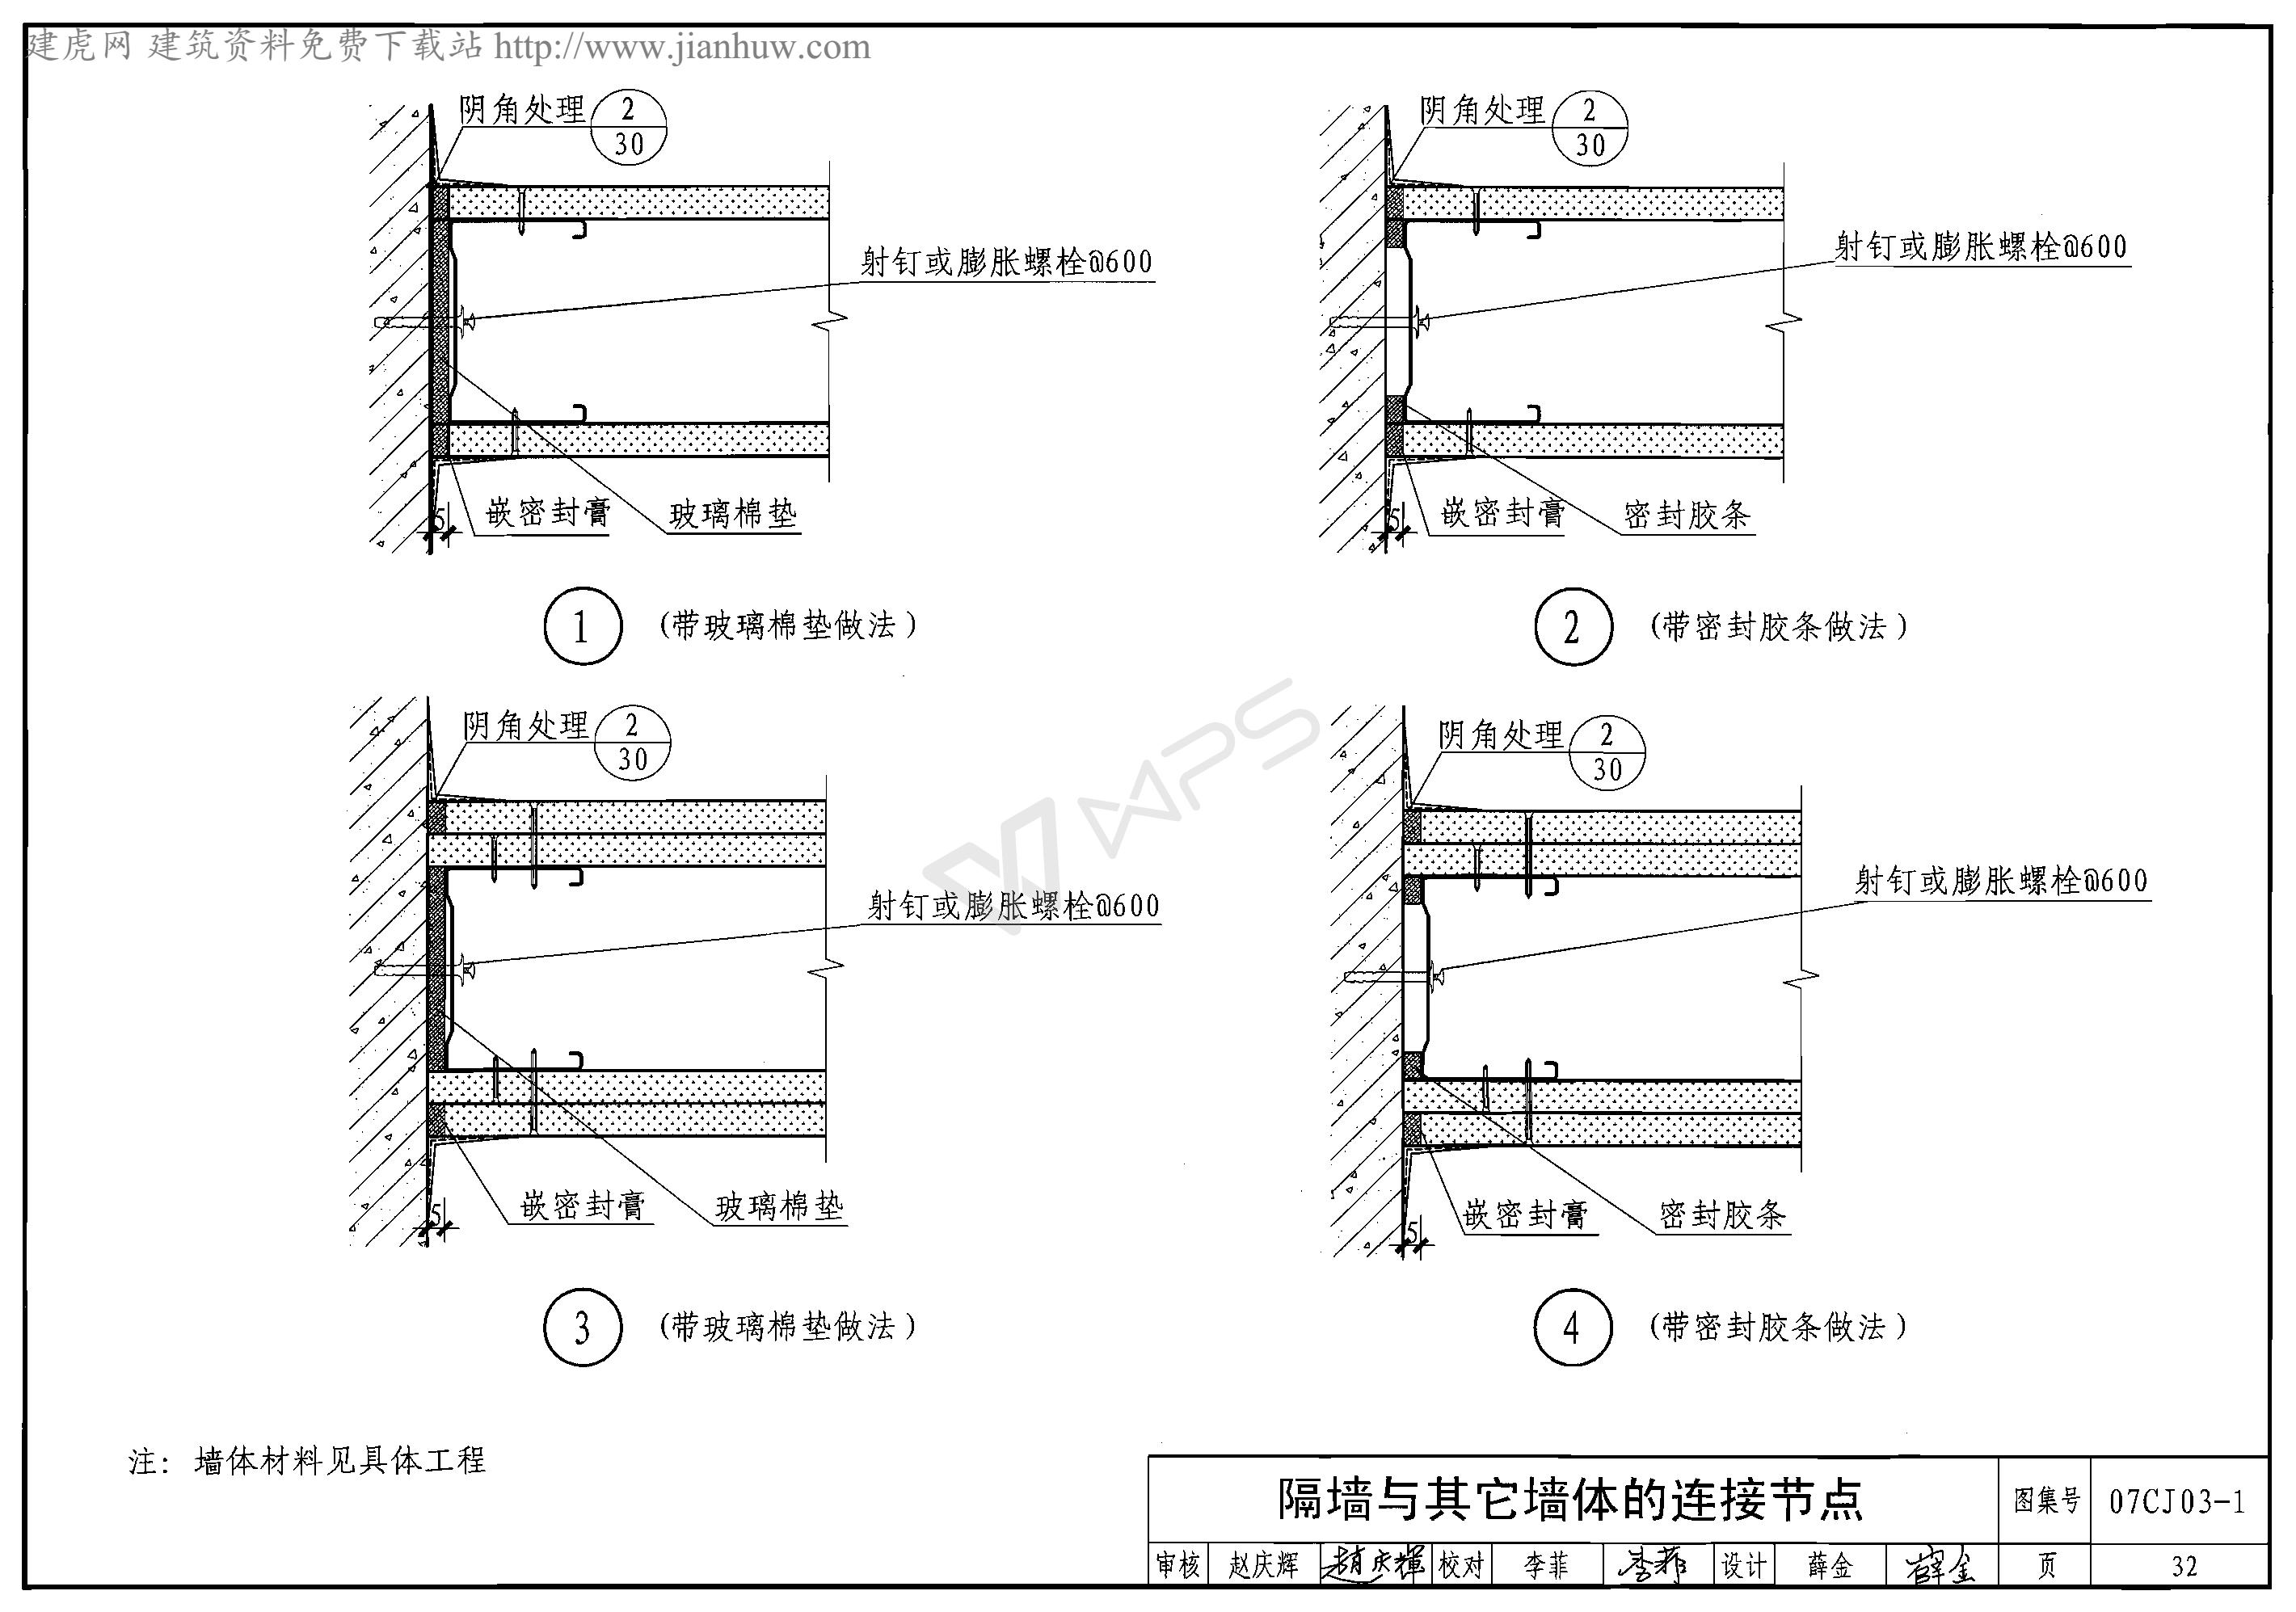 建虎网 建筑资料免费下载站 http://www.jianhuw.com
阴角处理 2
30
射钉或膨胀螺栓@600
5
嵌密封膏
玻璃棉垫
1 (带玻璃棉垫做法)
阴角处理 2
30
射钉或膨胀螺栓@600
5
嵌密封膏
密封胶条
2 (带密封胶条做法)
阴角处理 2
30
射钉或膨胀螺栓@600
5
嵌密封膏
玻璃棉垫
3 (带玻璃棉垫做法)
阴角处理 2
30
射钉或膨胀螺栓@600
5
嵌密封膏
密封胶条
4 (带密封胶条做法)
WPS
注: 墙体材料见具体工程
隔墙与其它墙体的连接节点 图集号 07CJ03-1
审核 赵庆辉 趙庆輝 校对 李菲 李菲 设计 薛金 薛金 页 32